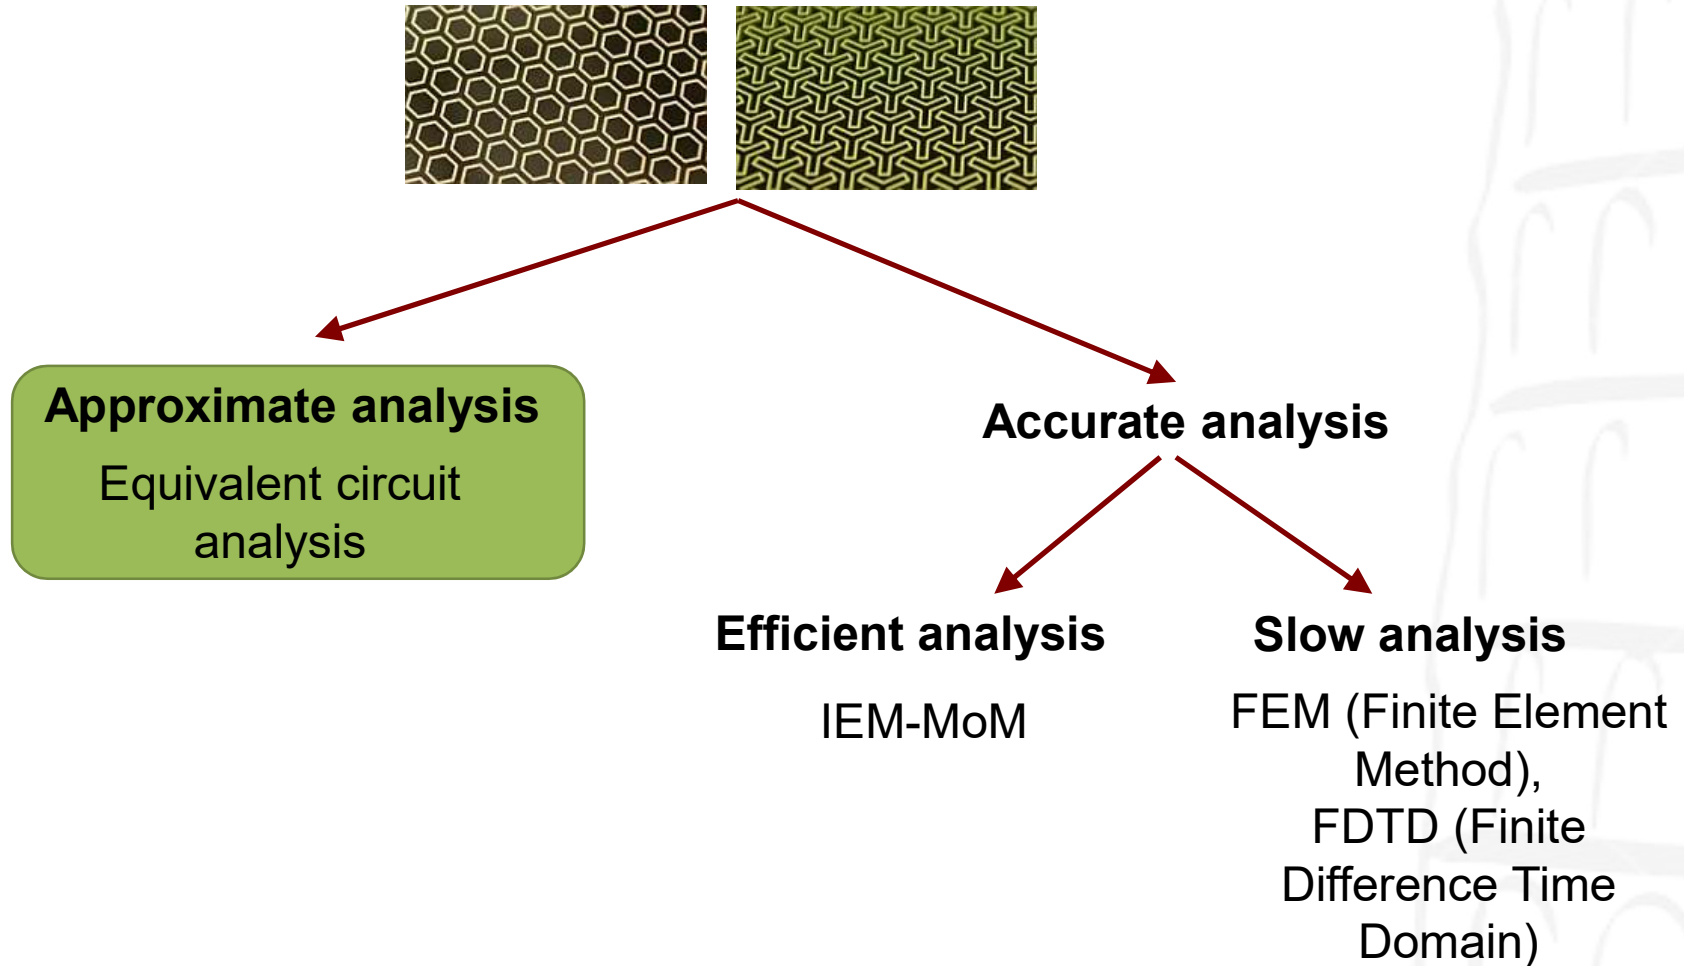 Approximate analysis
Equivalent circuit
analysis
Accurate analysis
Efficient analysis
IEM-MoM
Slow analysis
FEM (Finite Element
Method),
FDTD (Finite
Difference Time
Domain)